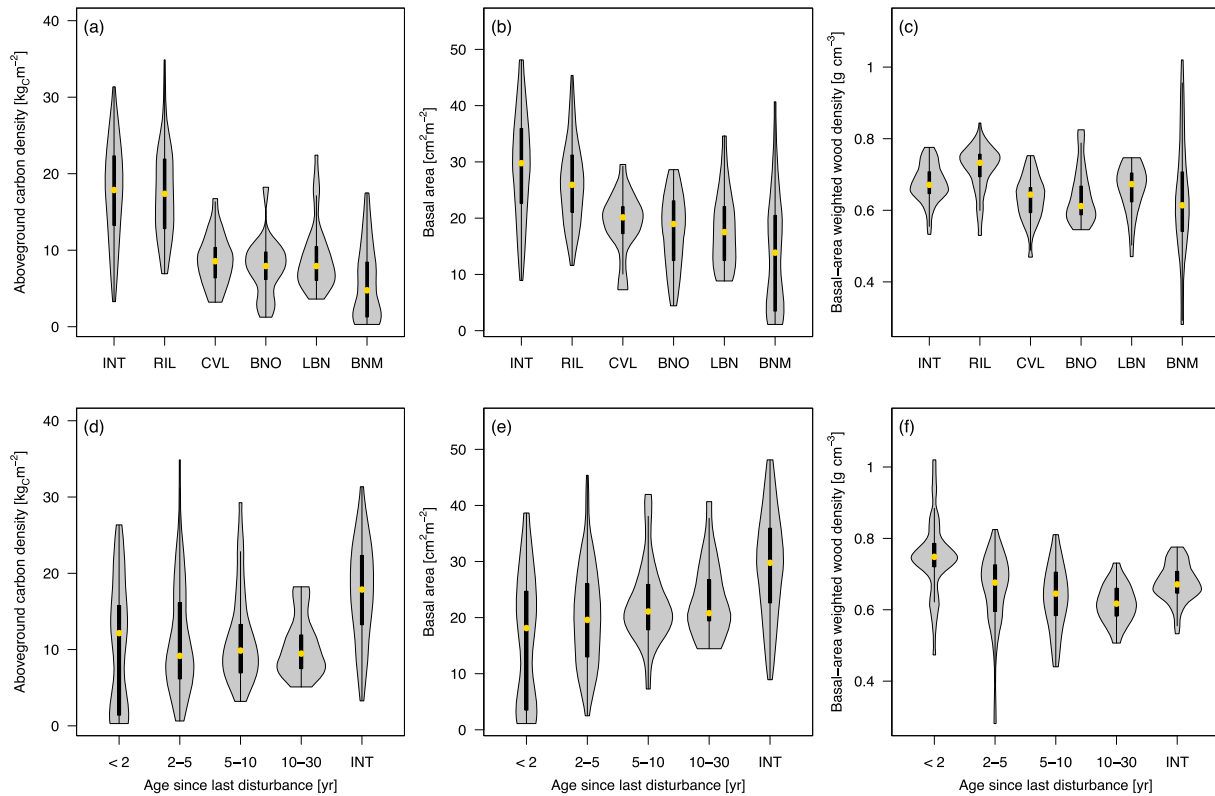 (a)
Aboveground carbon density [kg_C m⁻²]
40
30
20
10
0
INT RIL CVL BNO LBN BNM
(b)
Basal area [cm²m⁻²]
50
40
30
20
10
0
INT RIL CVL BNO LBN BNM
(c)
Basal−area weighted wood density [g cm⁻³]
1
0.8
0.6
0.4
INT RIL CVL BNO LBN BNM
(d)
Aboveground carbon density [kg_C m⁻²]
40
30
20
10
0
< 2 2−5 5−10 10−30 INT
Age since last disturbance [yr]
(e)
Basal area [cm²m⁻²]
50
40
30
20
10
0
< 2 2−5 5−10 10−30 INT
Age since last disturbance [yr]
(f)
Basal−area weighted wood density [g cm⁻³]
1
0.8
0.6
0.4
< 2 2−5 5−10 10−30 INT
Age since last disturbance [yr]